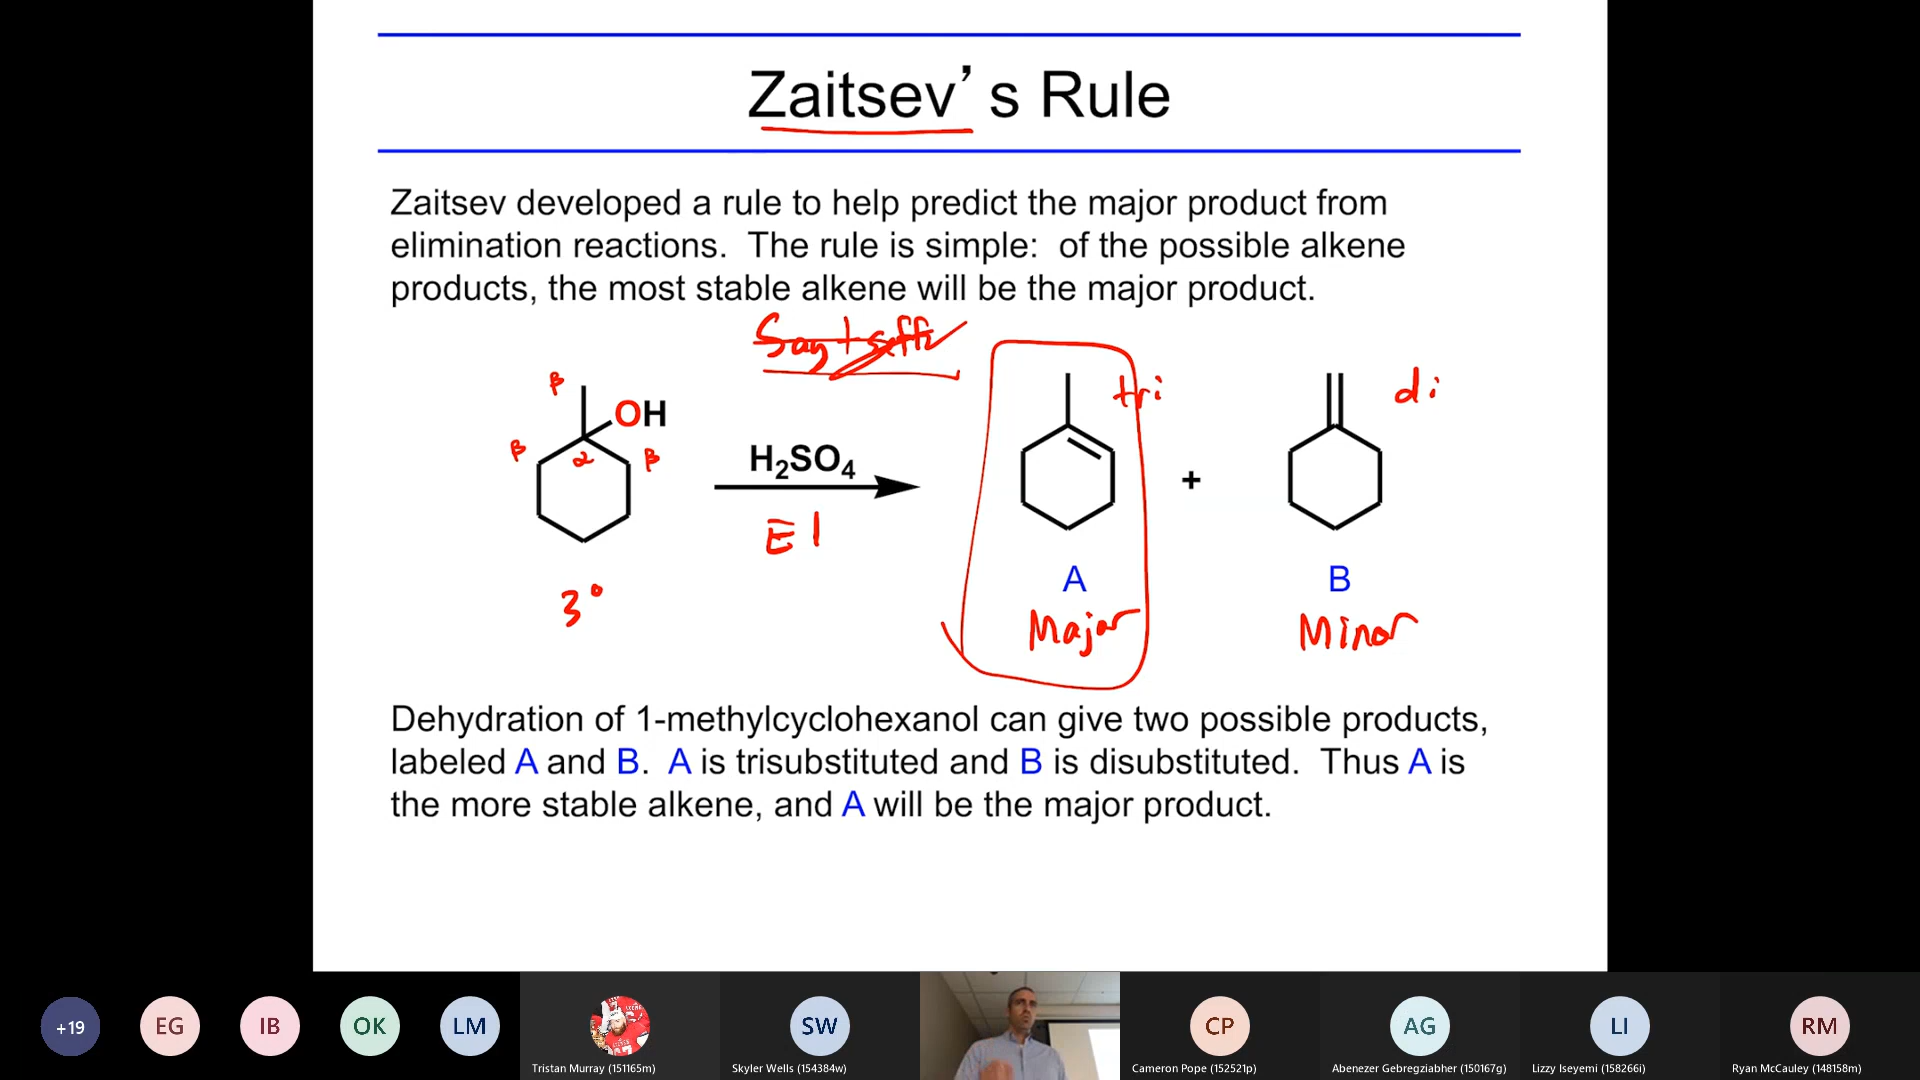 Zaitsev’s Rule
Zaitsev developed a rule to help predict the major product from
elimination reactions.  The rule is simple:  of the possible alkene
products, the most stable alkene will be the major product.
β
OH
β
α
β
3°
H₂SO₄
E1
tri
A
Major
+
di
B
Minor
Dehydration of 1-methylcyclohexanol can give two possible products,
labeled A and B.  A is trisubstituted and B is disubstituted.  Thus A is
the more stable alkene, and A will be the major product.
+19
EG
IB
OK
LM
Tristan Murray (151165m)
SW
Skyler Wells (154384w)
CP
Cameron Pope (152521p)
AG
Abenezer Gebregziabher (150167g)
LI
Lizzy Iseyemi (158266i)
RM
Ryan McCauley (148158m)